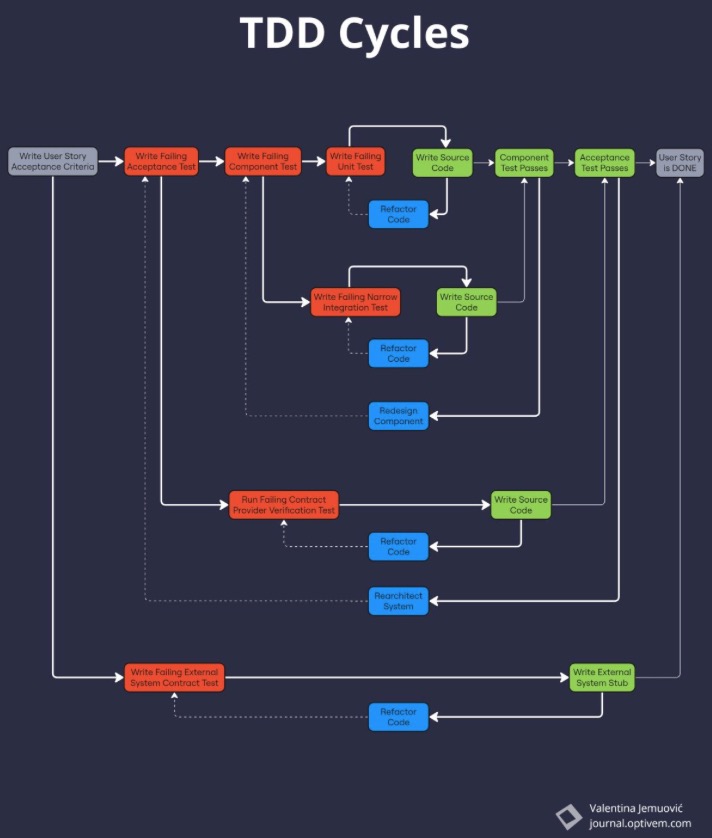 TDD Cycles
Write User Story
Acceptance Criteria
Write Failing
Acceptance Test
Write Failing
Component Test
Write Failing
Unit Test
Write Source
Code
Component
Test Passes
Acceptance
Test Passes
User Story
is DONE
Refactor
Code
Write Failing Narrow
Integration Test
Write Source
Code
Refactor
Code
Redesign
Component
Run Failing Contract
Provider Verification Test
Write Source
Code
Refactor
Code
Rearchitect
System
Write Failing External
System Contract Test
Write External
System Stub
Refactor
Code
Valentina Jemuović
journal.optivem.com